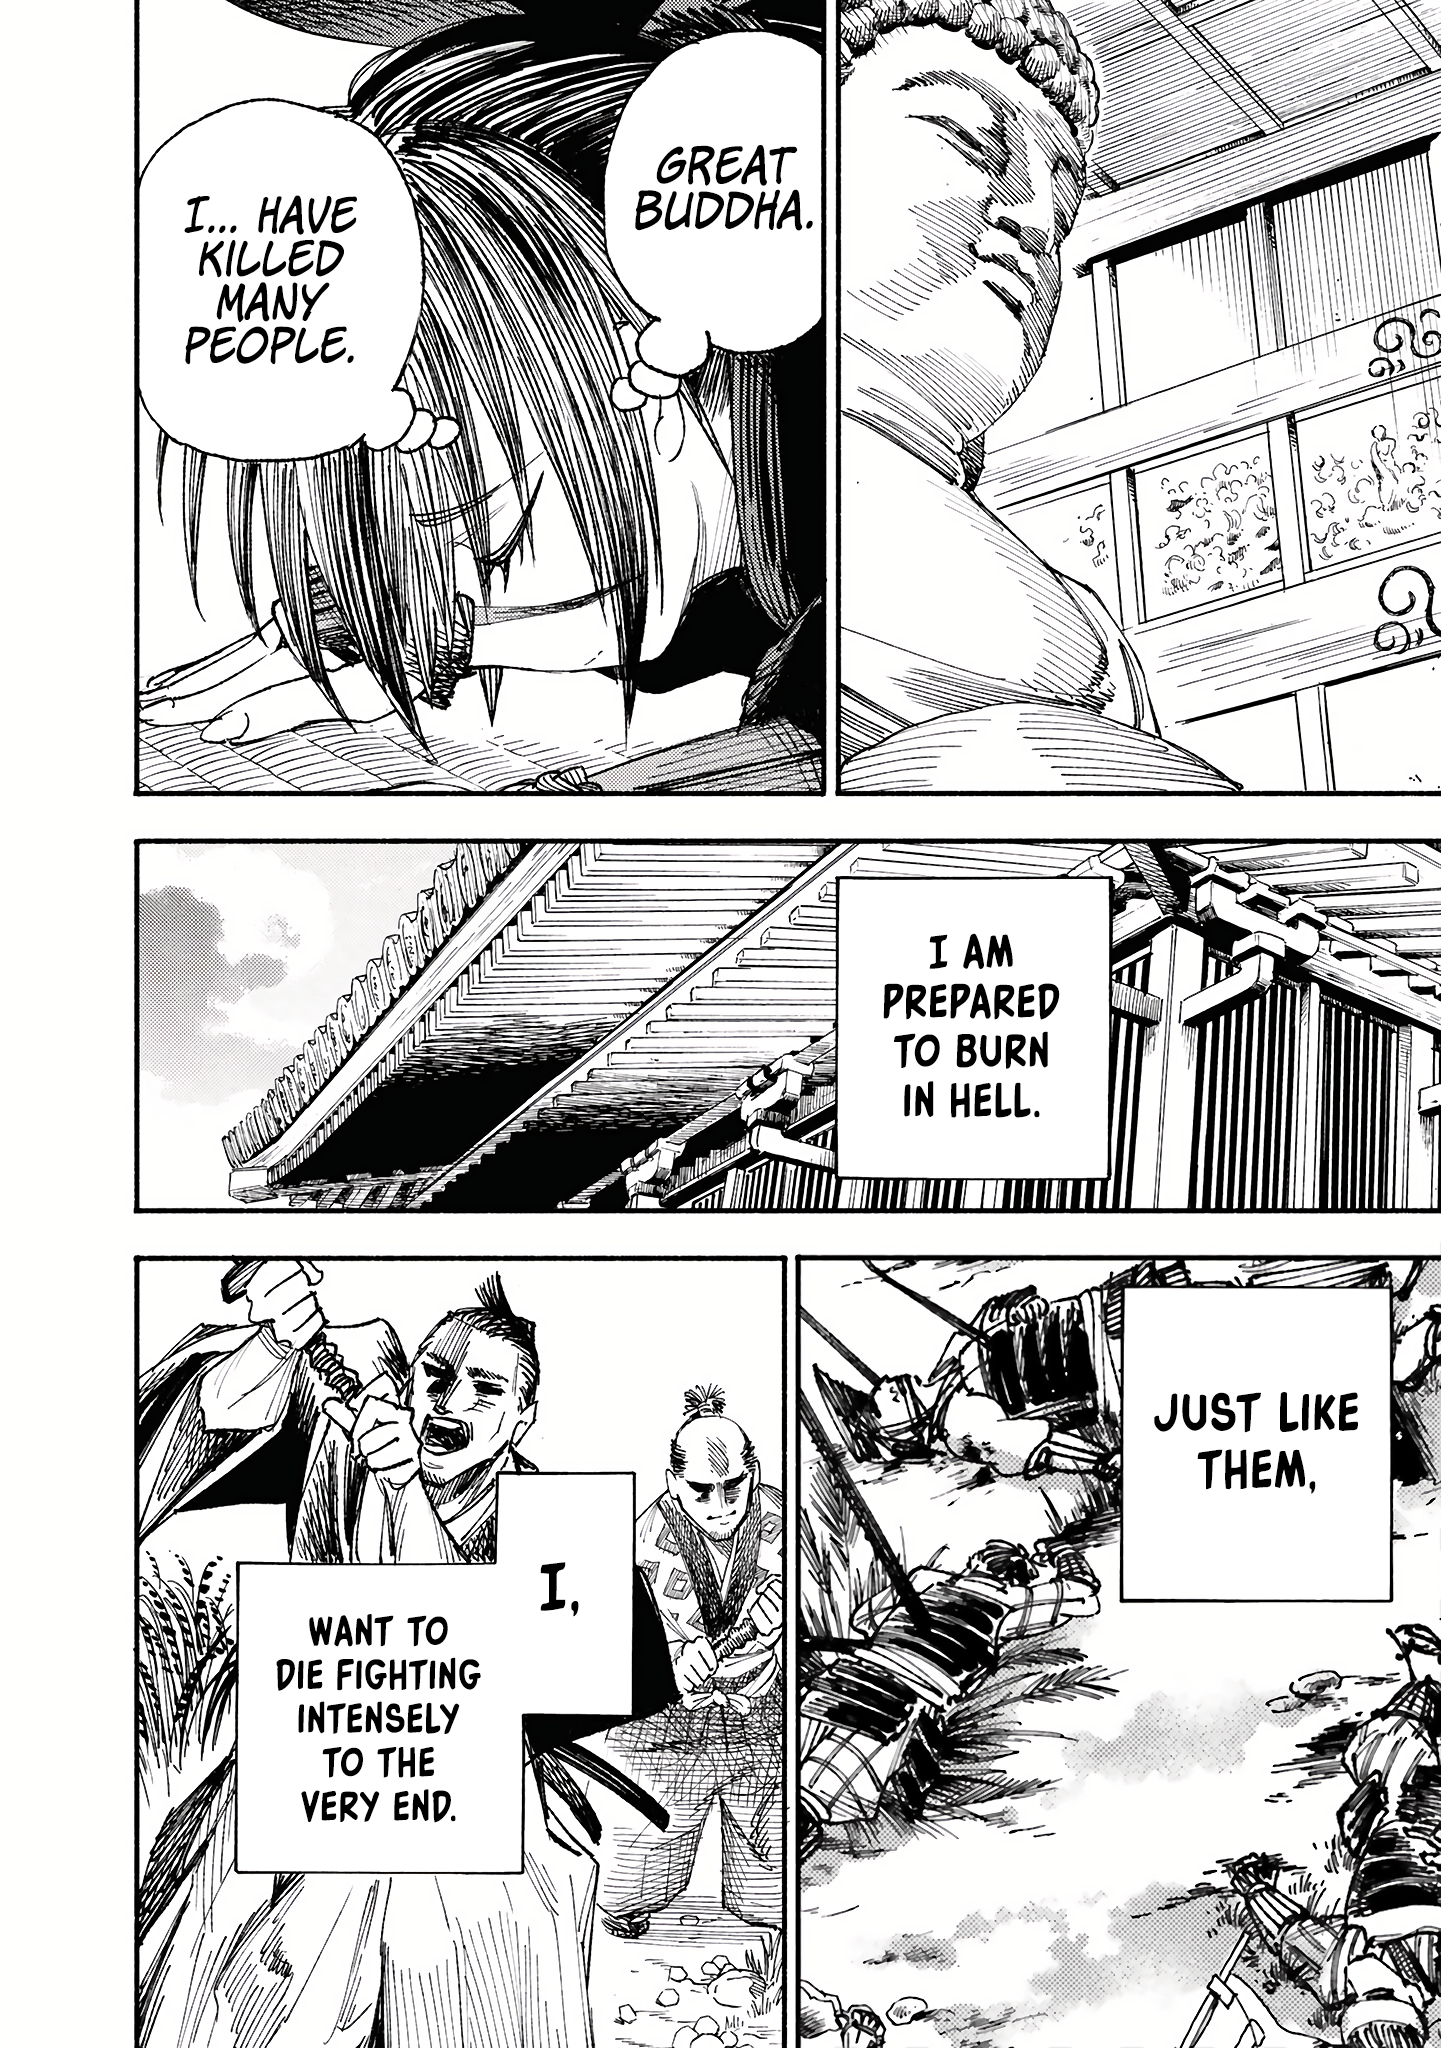 GREAT
BUDDHA.
I... HAVE
KILLED
MANY
PEOPLE.
I AM
PREPARED
TO BURN
IN HELL.
JUST LIKE
THEM,
I,
WANT TO
DIE FIGHTING
INTENSELY
TO THE
VERY END.